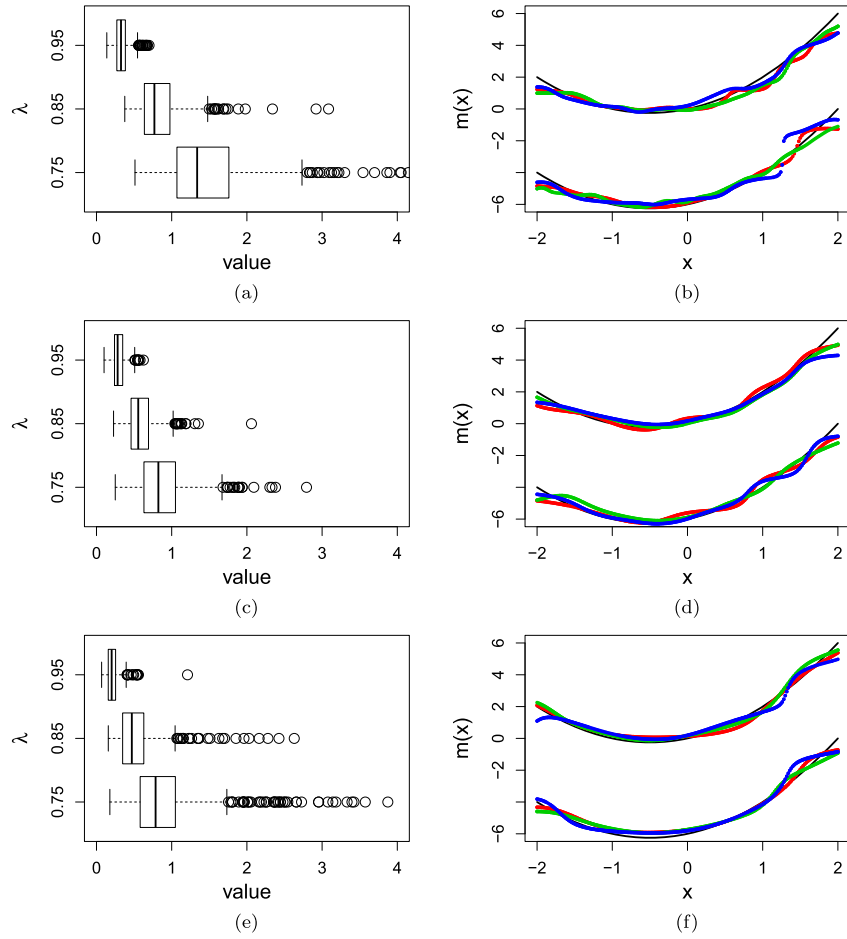 λ
0.95
0.85
0.75
0 1 2 3 4
value
(a)
m(x)
6
4
2
0
−2
−6
−2 −1 0 1 2
x
(b)
λ
0.95
0.85
0.75
0 1 2 3 4
value
(c)
m(x)
6
4
2
0
−2
−6
−2 −1 0 1 2
x
(d)
λ
0.95
0.85
0.75
0 1 2 3 4
value
(e)
m(x)
6
4
2
0
−2
−6
−2 −1 0 1 2
x
(f)